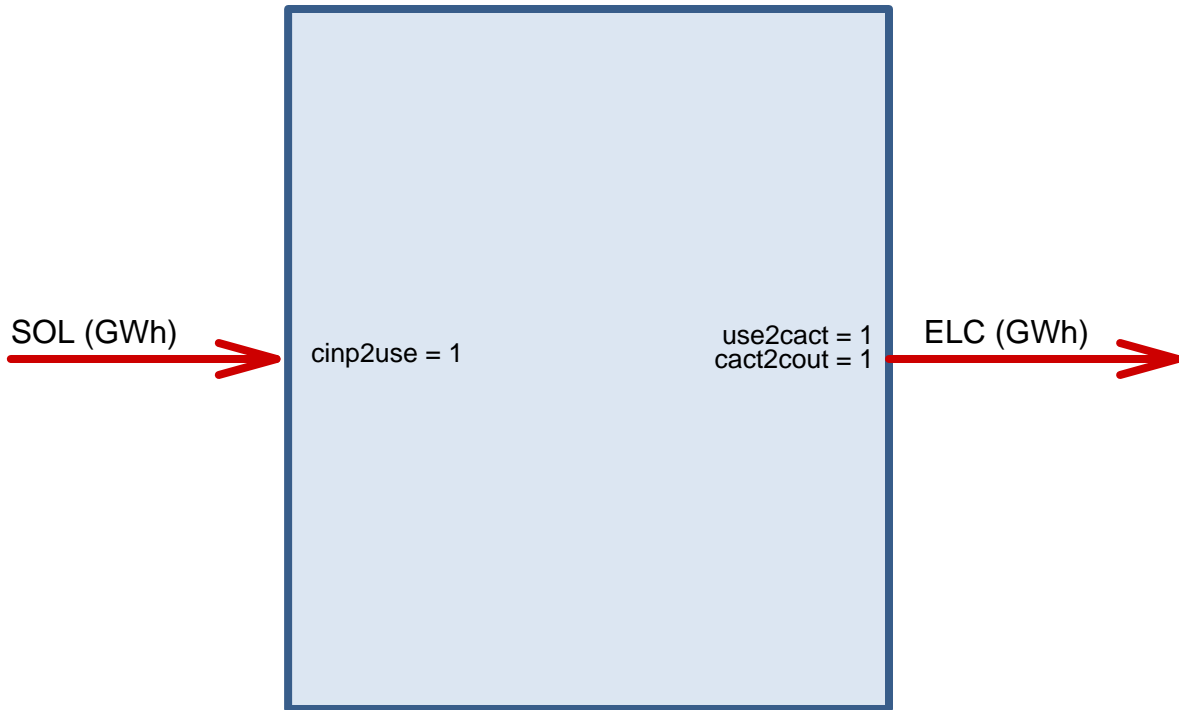 SOL (GWh)
cinp2use = 1
use2cact = 1
cact2cout = 1
ELC (GWh)